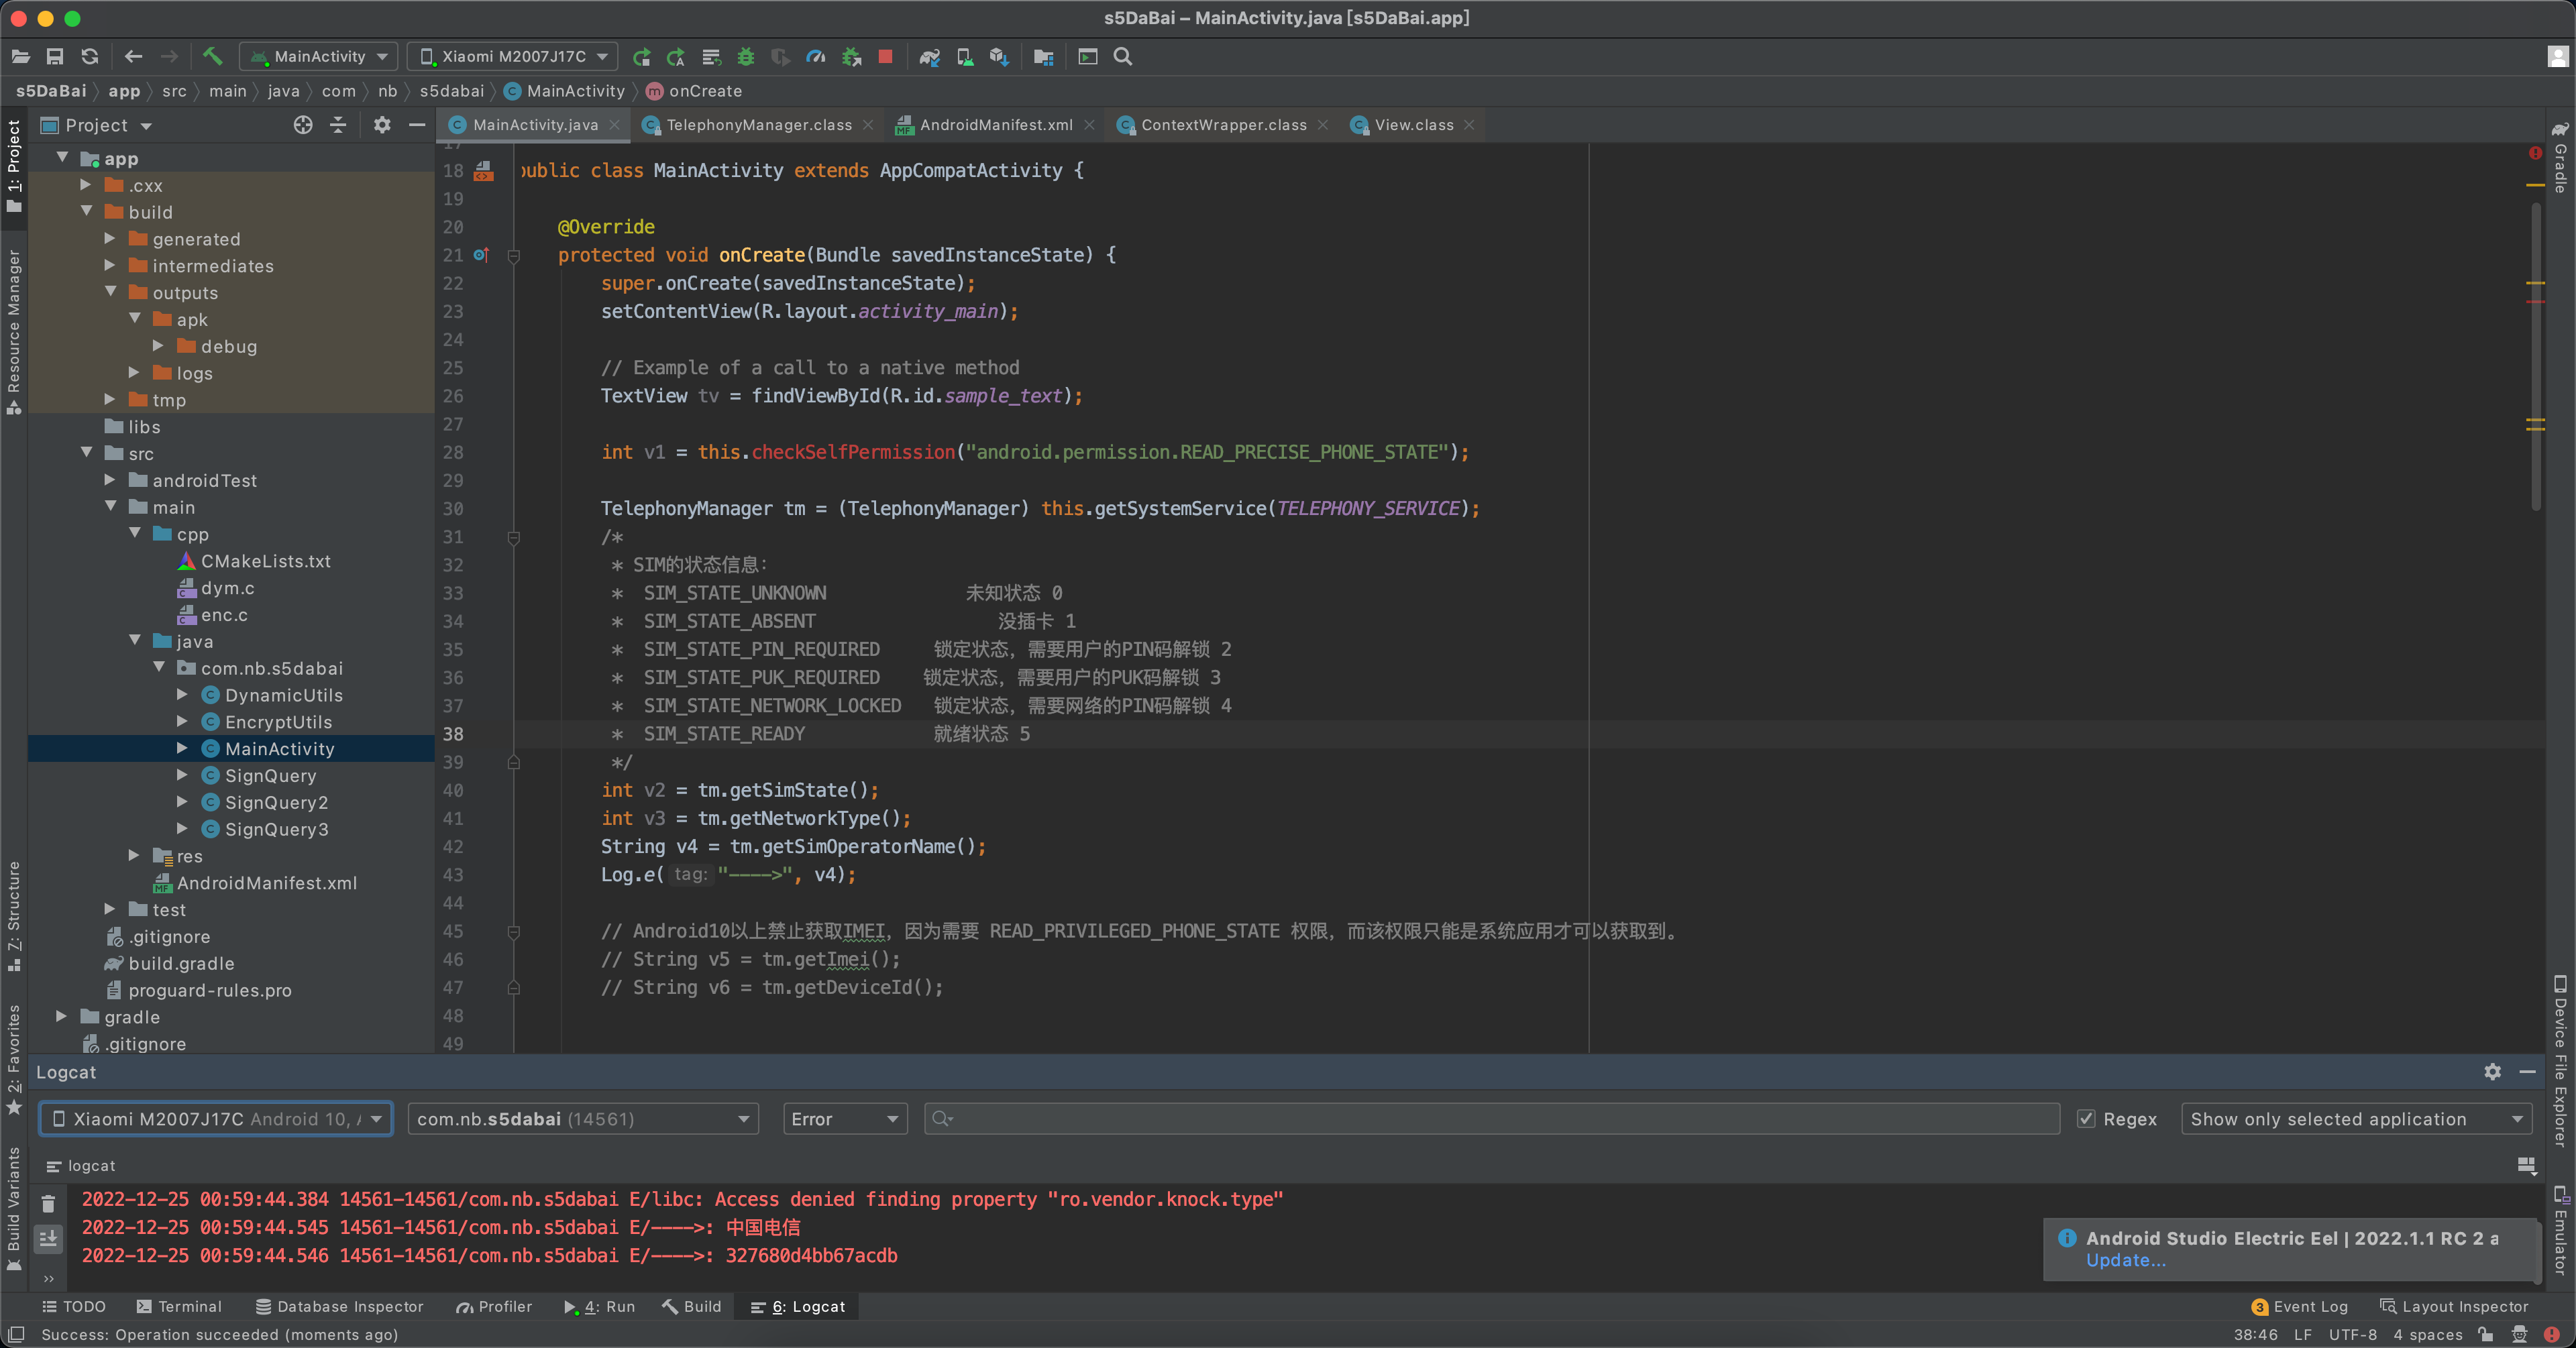 s5DaBai – MainActivity.java [s5DaBai.app]
MainActivity Xiaomi M2007J17C
s5DaBai app src main java com nb s5dabai MainActivity onCreate
Project
MainActivity.java TelephonyManager.class AndroidManifest.xml ContextWrapper.class View.class
1: Project
Resource Manager
7: Structure
2: Favorites
Build Variants
app
.cxx
build
generated
intermediates
outputs
apk
debug
logs
tmp
libs
src
androidTest
main
cpp
CMakeLists.txt
dym.c
enc.c
java
com.nb.s5dabai
DynamicUtils
EncryptUtils
MainActivity
SignQuery
SignQuery2
SignQuery3
res
AndroidManifest.xml
test
.gitignore
build.gradle
proguard-rules.pro
gradle
.gitignore
17
18 public class MainActivity extends AppCompatActivity {
19
20 @Override
21 protected void onCreate(Bundle savedInstanceState) {
22 super.onCreate(savedInstanceState);
23 setContentView(R.layout.activity_main);
24
25 // Example of a call to a native method
26 TextView tv = findViewById(R.id.sample_text);
27
28 int v1 = this.checkSelfPermission("android.permission.READ_PRECISE_PHONE_STATE");
29
30 TelephonyManager tm = (TelephonyManager) this.getSystemService(TELEPHONY_SERVICE);
31 /*
32 * SIM的状态信息：
33 * SIM_STATE_UNKNOWN 未知状态 0
34 * SIM_STATE_ABSENT 没插卡 1
35 * SIM_STATE_PIN_REQUIRED 锁定状态，需要用户的PIN码解锁 2
36 * SIM_STATE_PUK_REQUIRED 锁定状态，需要用户的PUK码解锁 3
37 * SIM_STATE_NETWORK_LOCKED 锁定状态，需要网络的PIN码解锁 4
38 * SIM_STATE_READY 就绪状态 5
39 */
40 int v2 = tm.getSimState();
41 int v3 = tm.getNetworkType();
42 String v4 = tm.getSimOperatorName();
43 Log.e( tag: "---->", v4);
44
45 // Android10以上禁止获取IMEI，因为需要 READ_PRIVILEGED_PHONE_STATE 权限，而该权限只能是系统应用才可以获取到。
46 // String v5 = tm.getImei();
47 // String v6 = tm.getDeviceId();
48
49
Gradle
Device File Explorer
Emulator
Logcat
Xiaomi M2007J17C Android 10, com.nb.s5dabai (14561) Error Regex Show only selected application
logcat
2022-12-25 00:59:44.384 14561-14561/com.nb.s5dabai E/libc: Access denied finding property "ro.vendor.knock.type"
2022-12-25 00:59:44.545 14561-14561/com.nb.s5dabai E/---->: 中国电信
2022-12-25 00:59:44.546 14561-14561/com.nb.s5dabai E/---->: 327680d4bb67acdb
Android Studio Electric Eel | 2022.1.1 RC 2 a
Update...
TODO Terminal Database Inspector Profiler 4: Run Build 6: Logcat 3 Event Log Layout Inspector
Success: Operation succeeded (moments ago) 38:46 LF UTF-8 4 spaces